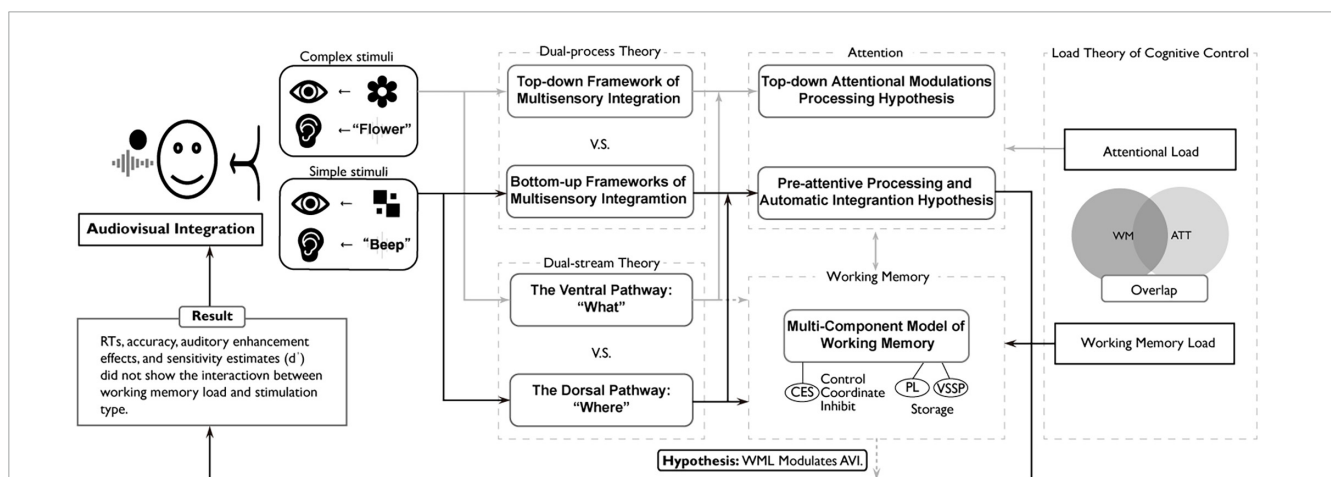 Complex stimuli
← 
←"Flower"
Simple stimuli
←
← "Beep"
Audiovisual Integration
Result
RTs, accuracy, auditory enhancement
effects, and sensitivity estimates (d')
did not show the interactiovn between
working memory load and stimulation
type.
Dual-process Theory
Top-down Framework of
Multisensory Integration
V.S.
Bottom-up Frameworks of
Multisensory Integramtion
Dual-stream Theory
The Ventral Pathway:
"What"
V.S.
The Dorsal Pathway:
"Where"
Attention
Top-down Attentional Modulations
Processing Hypothesis
Pre-attentive Processing and
Automatic Integrantion Hypothesis
Working Memory
Multi-Component Model of
Working Memory
CES
Control
Coordinate
Inhibit
PL
VSSP
Storage
Hypothesis: WML Modulates AVI.
Load Theory of Cognitive Control
Attentional Load
WM
ATT
Overlap
Working Memory Load